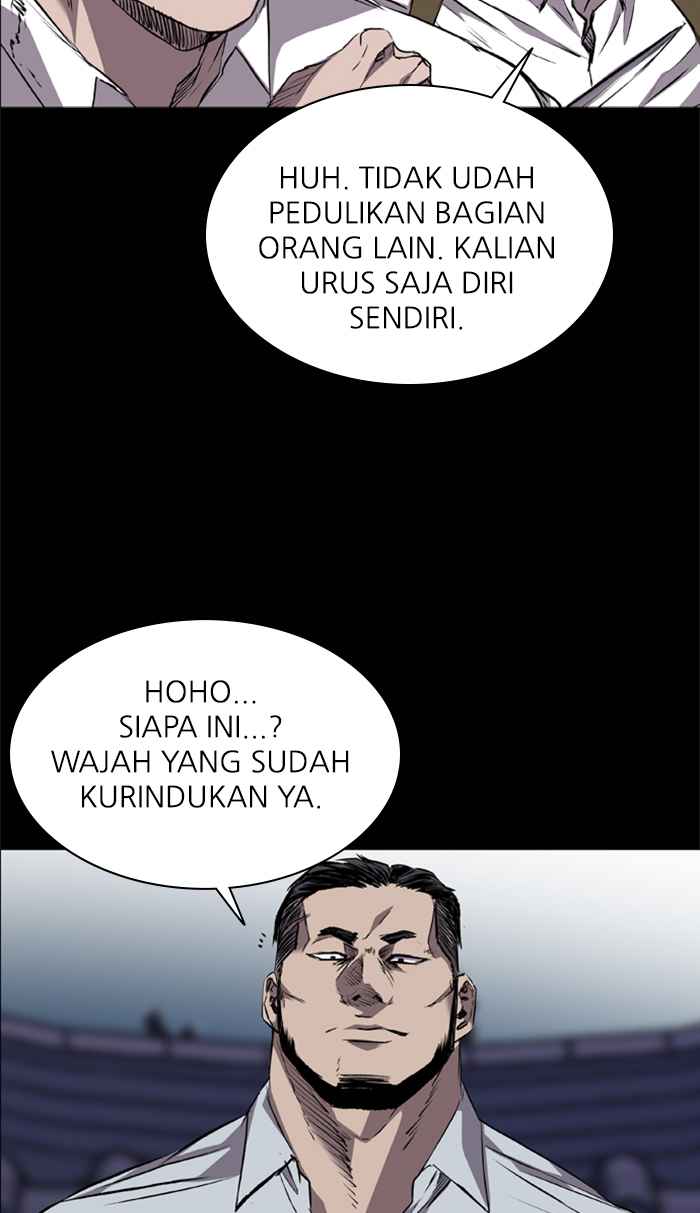 HUH. TIDAK UDAH
PEDULIKAN BAGIAN
ORANG LAIN. KALIAN
URUS SAJA DIRI
SENDIRI.
HOHO...
SIAPA INI...?
WAJAH YANG SUDAH
KURINDUKAN YA.